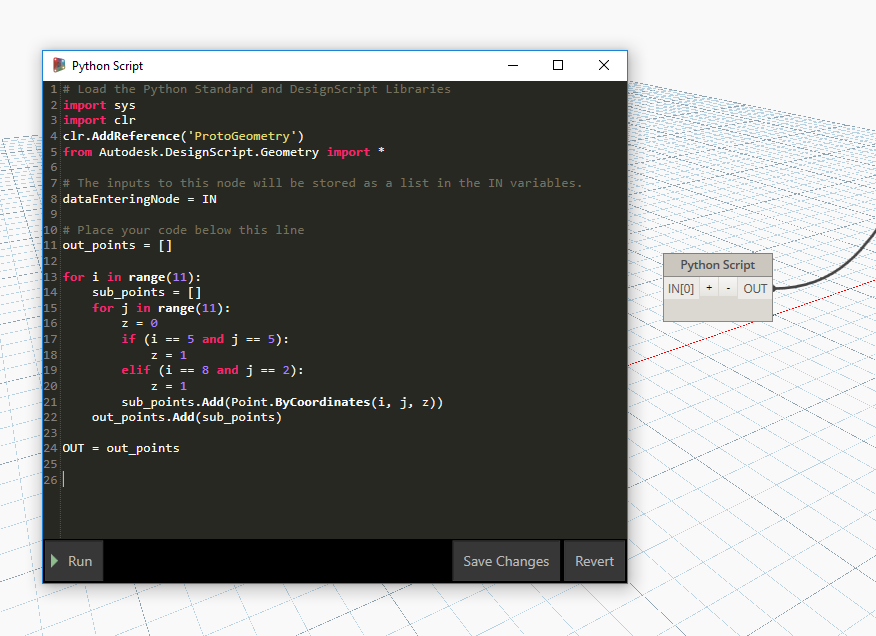 Python Script
1 # Load the Python Standard and DesignScript Libraries
2 import sys
3 import clr
4 clr.AddReference('ProtoGeometry')
5 from Autodesk.DesignScript.Geometry import *
6
7 # The inputs to this node will be stored as a list in the IN variables.
8 dataEnteringNode = IN
9
10 # Place your code below this line
11 out_points = []
12
13 for i in range(11):
14     sub_points = []
15     for j in range(11):
16         z = 0
17         if (i == 5 and j == 5):
18             z = 1
19         elif (i == 8 and j == 2):
20             z = 1
21         sub_points.Add(Point.ByCoordinates(i, j, z))
22     out_points.Add(sub_points)
23
24 OUT = out_points
25
26
Run Save Changes Revert
Python Script
IN[0] + - OUT